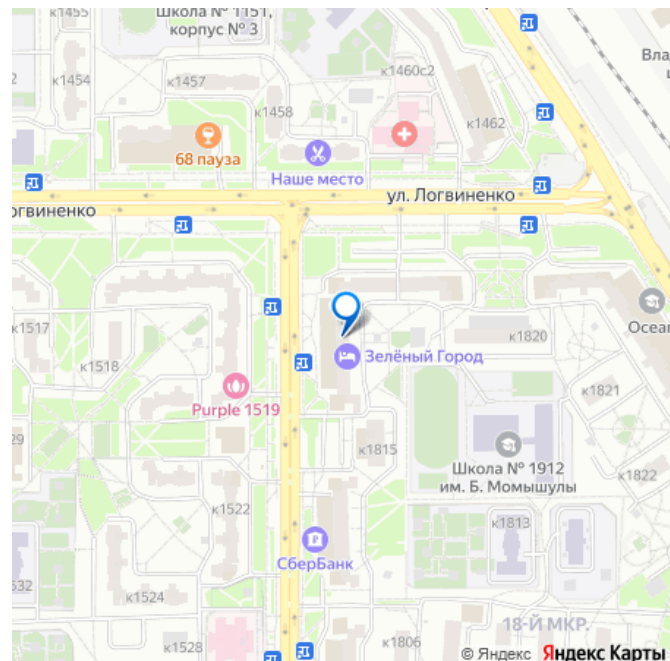 Школа № 1151,
корпус № 3
к1455
к1454
к1457
к1460с2
к1458
к1462
68 пауза
Наше место
ул. Логвиненко
огвиненко
к1517
к1518
Зелёный Город
к1820
Ocear
к1821
Purple 1519
к1815
Школа № 1912
им. Б. Момышулы
к1822
к1522
к1813
СберБанк
532
к1524
18-Й МКР.
к1528
к1806
© Яндекс Яндекс Карты